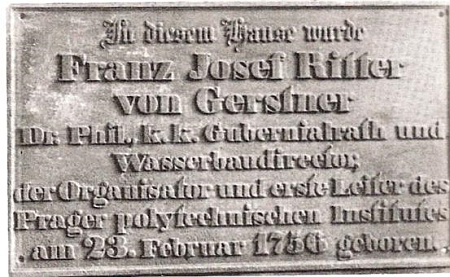 In diesem Hause wurde
Franz Josef Ritter
von Gerstner
Dr. Phil., k. k. Gubernialrath und
Wasserbaudirector,
der Organisator und erste Leiter des
Prager polytechnischen Institutes
am 23. Februar 1756 geboren.